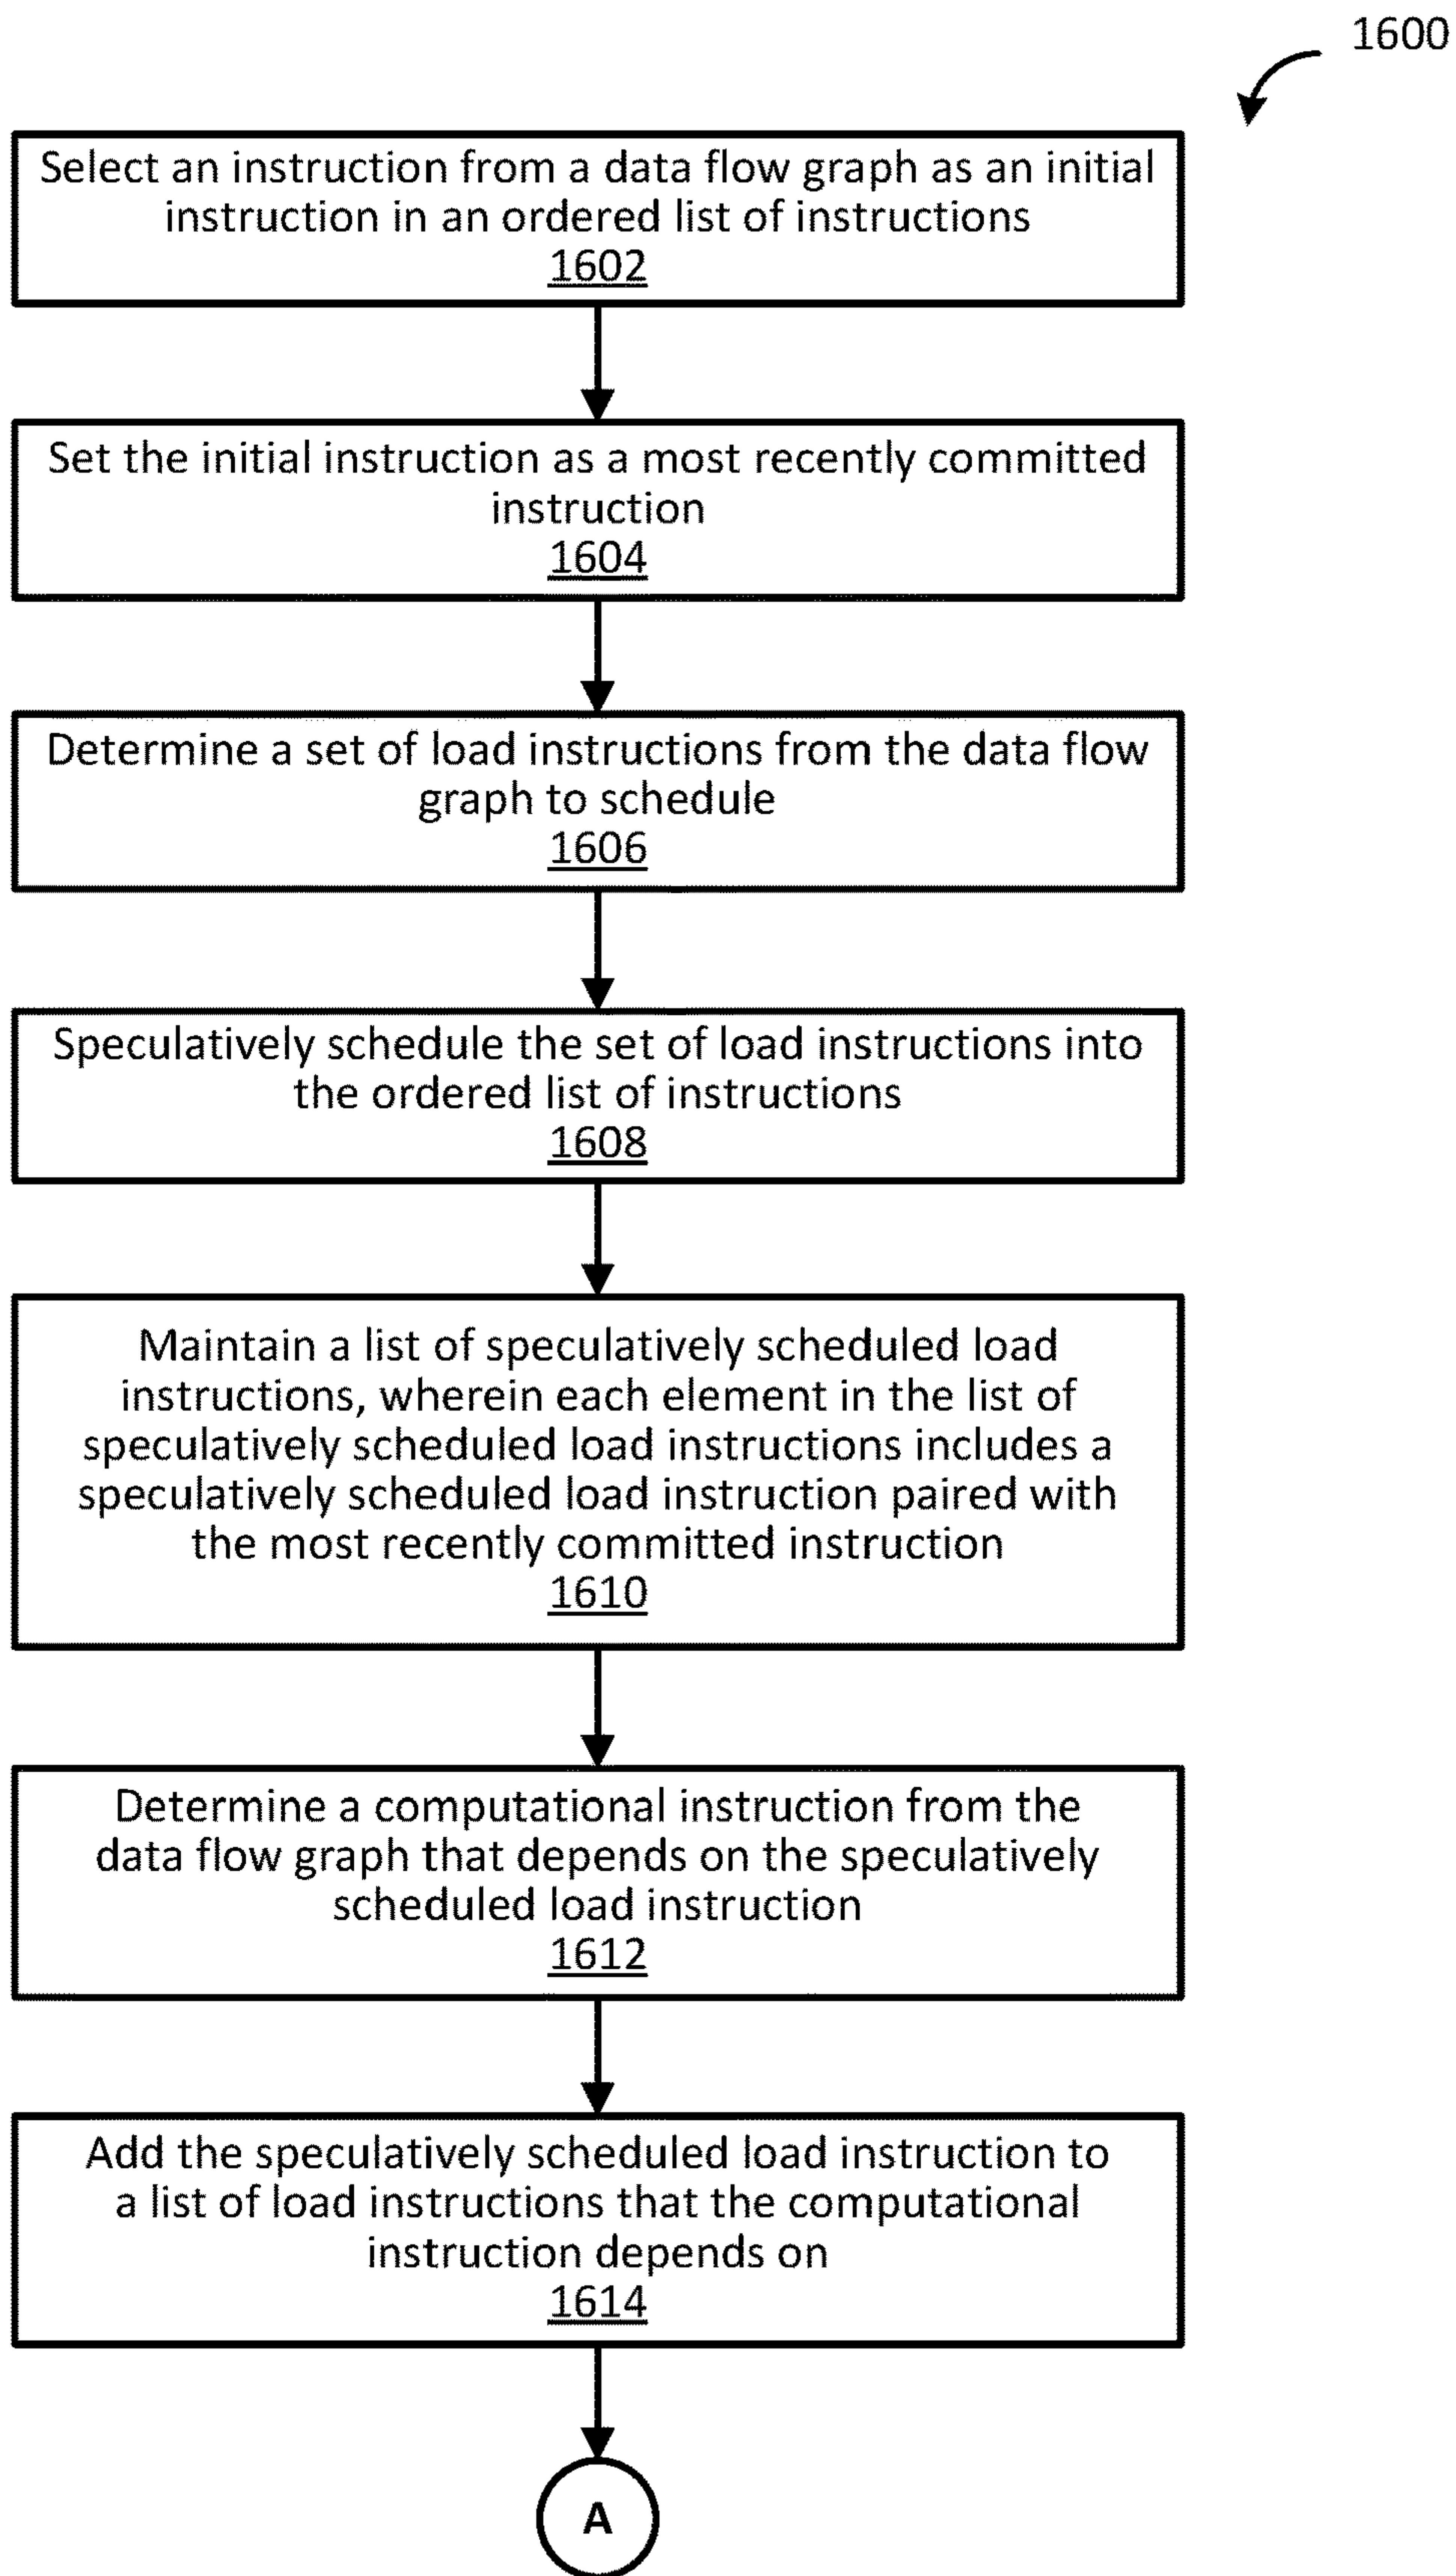 1600
Select an instruction from a data flow graph as an initial
instruction in an ordered list of instructions
1602
Set the initial instruction as a most recently committed
instruction
1604
Determine a set of load instructions from the data flow
graph to schedule
1606
Speculatively schedule the set of load instructions into
the ordered list of instructions
1608
Maintain a list of speculatively scheduled load
instructions, wherein each element in the list of
speculatively scheduled load instructions includes a
speculatively scheduled load instruction paired with
the most recently committed instruction
1610
Determine a computational instruction from the
data flow graph that depends on the speculatively
scheduled load instruction
1612
Add the speculatively scheduled load instruction to
a list of load instructions that the computational
instruction depends on
1614
A